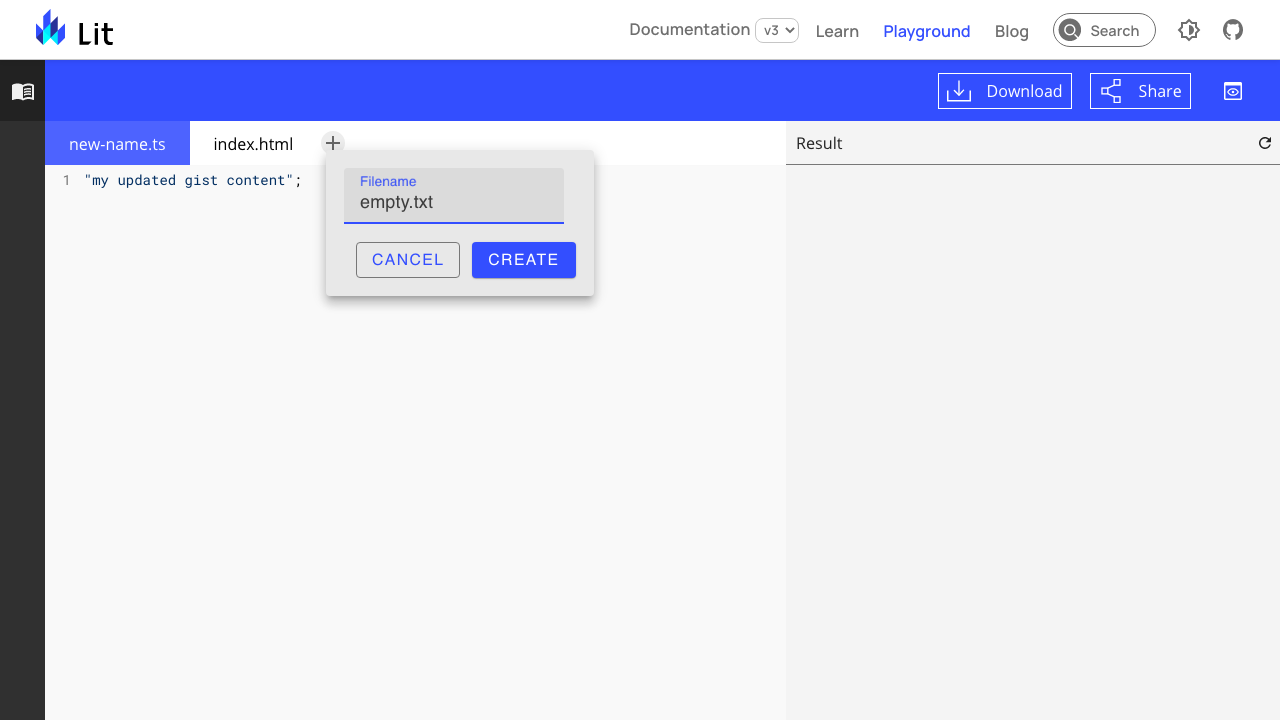 Lit
Documentation v3 Learn Playground Blog Search
Download Share
new-name.ts index.html
Result
1 "my updated gist content";
Filename
empty.txt
CANCEL CREATE